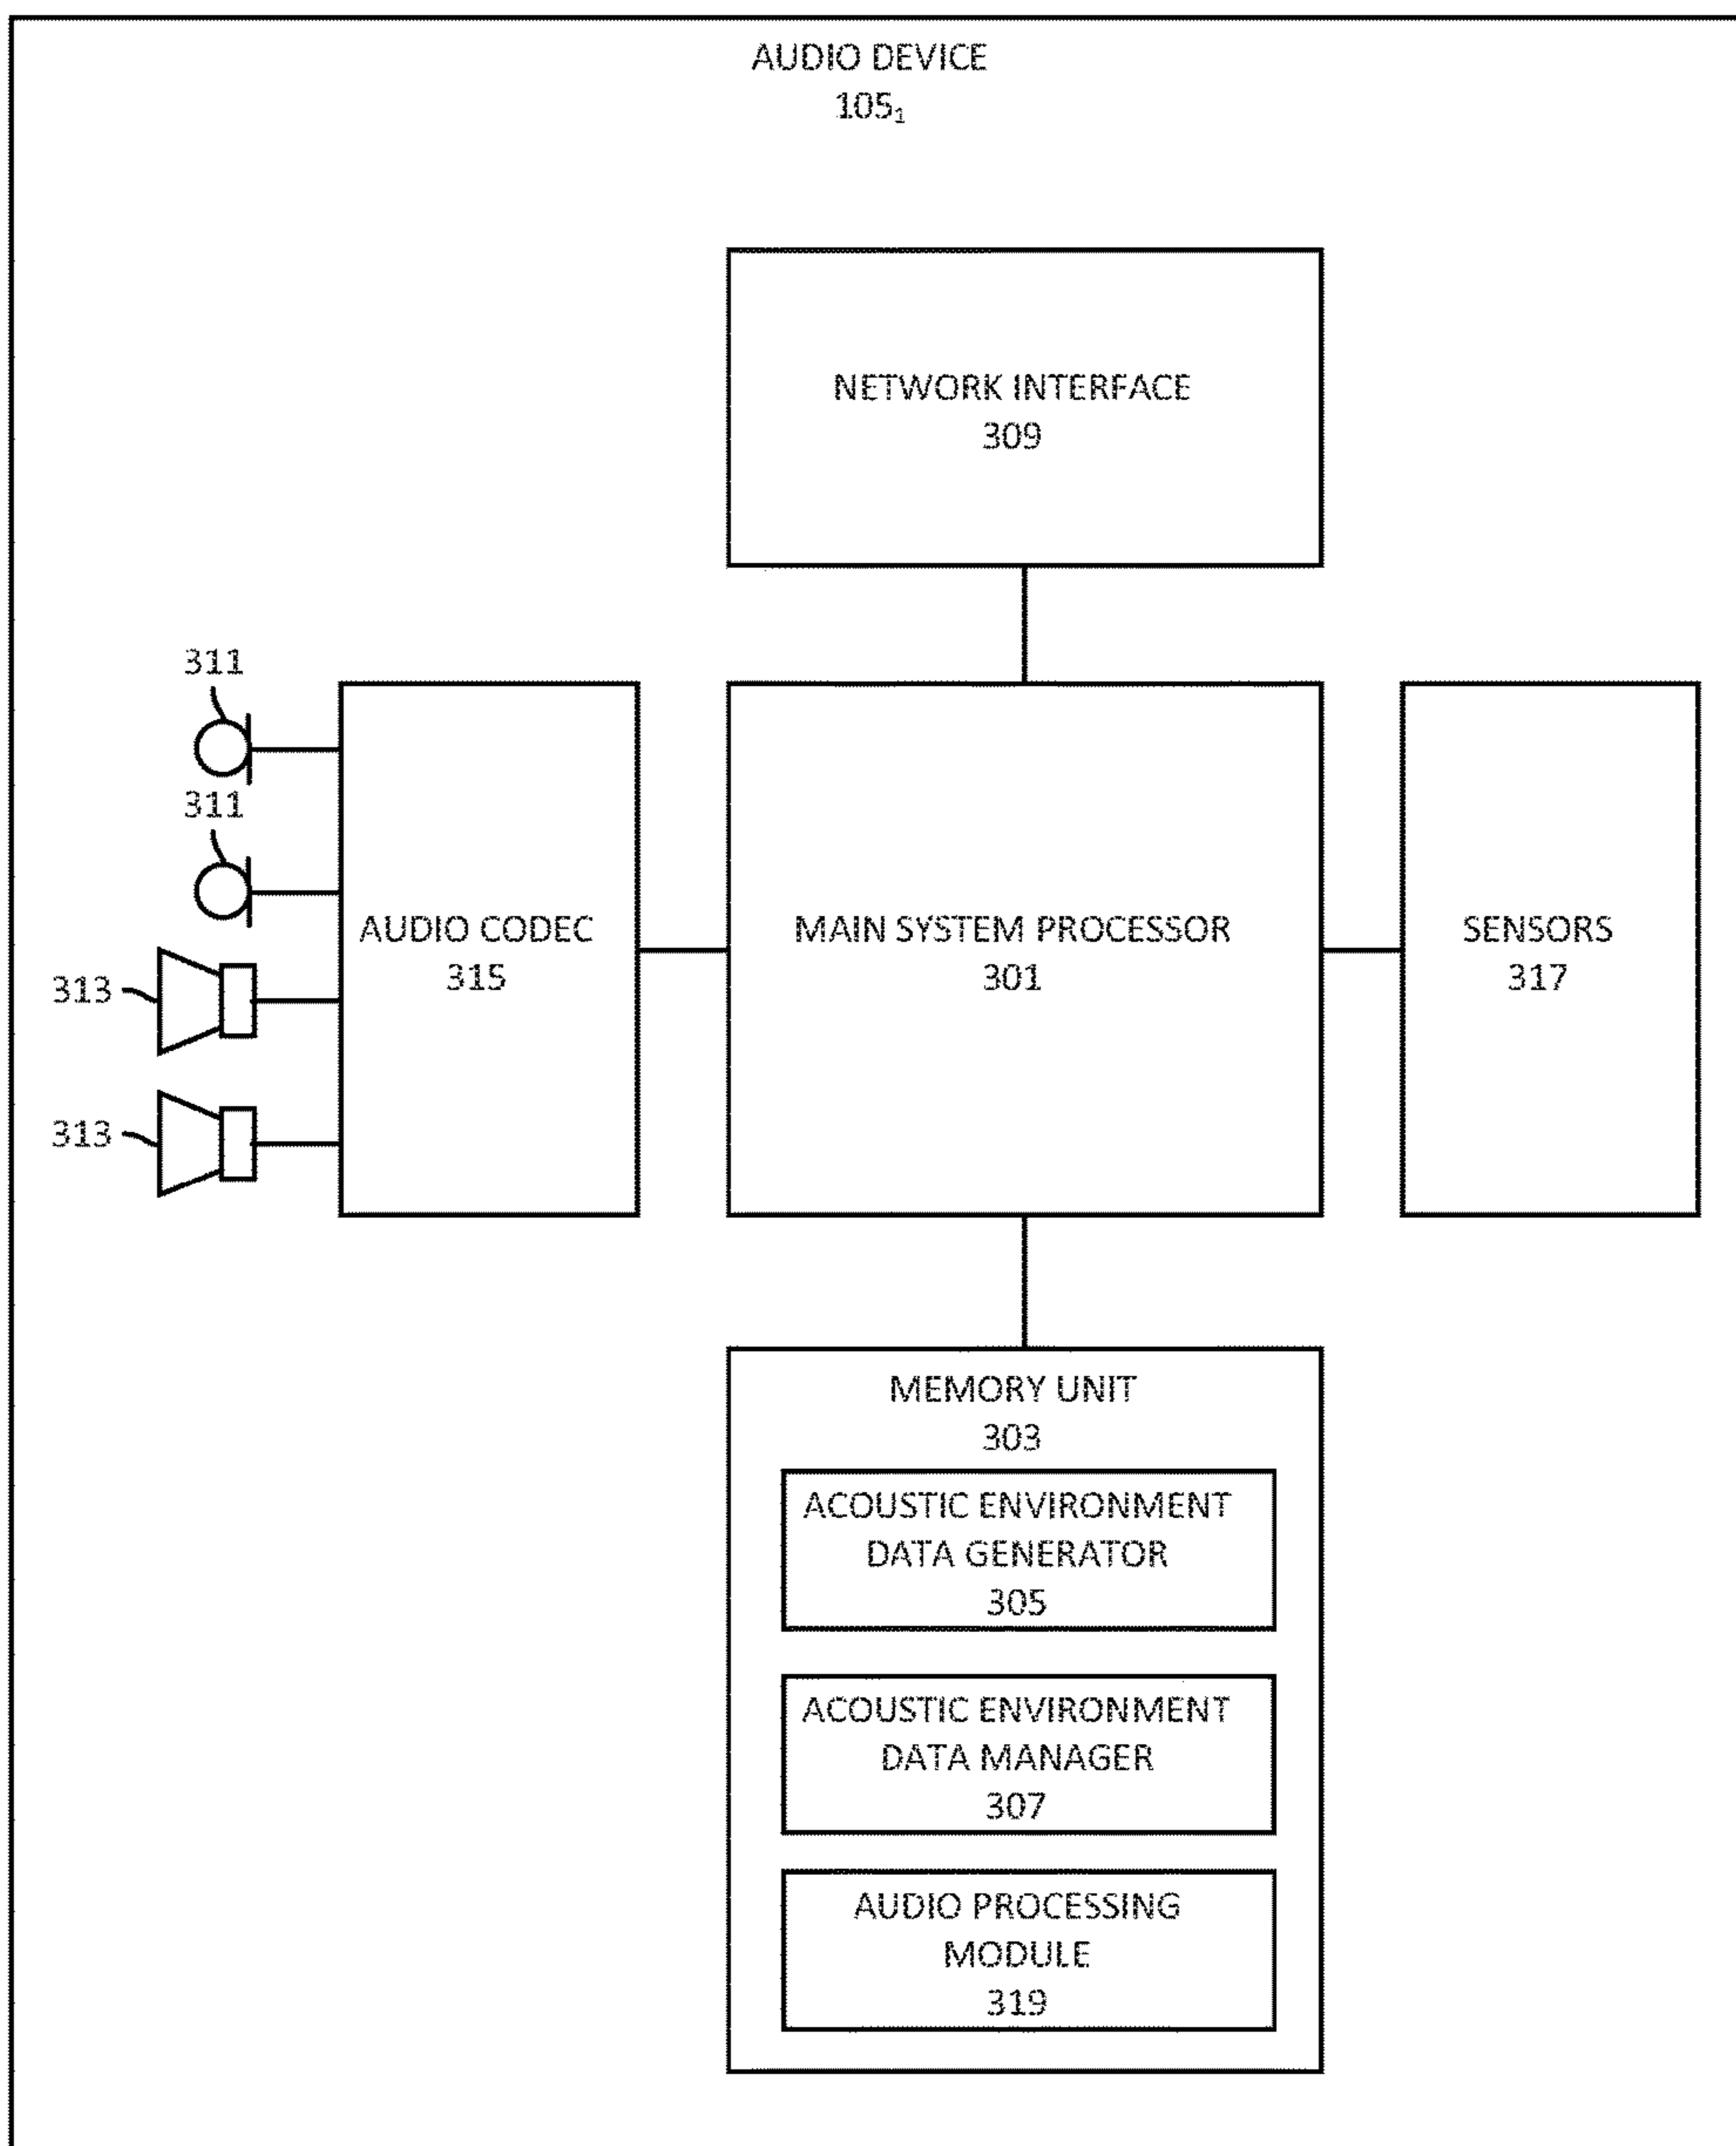 AUDIO DEVICE
105₁
NETWORK INTERFACE
309
311
311
313
313
AUDIO CODEC
315
MAIN SYSTEM PROCESSOR
301
SENSORS
317
MEMORY UNIT
303
ACOUSTIC ENVIRONMENT
DATA GENERATOR
305
ACOUSTIC ENVIRONMENT
DATA MANAGER
307
AUDIO PROCESSING
MODULE
319